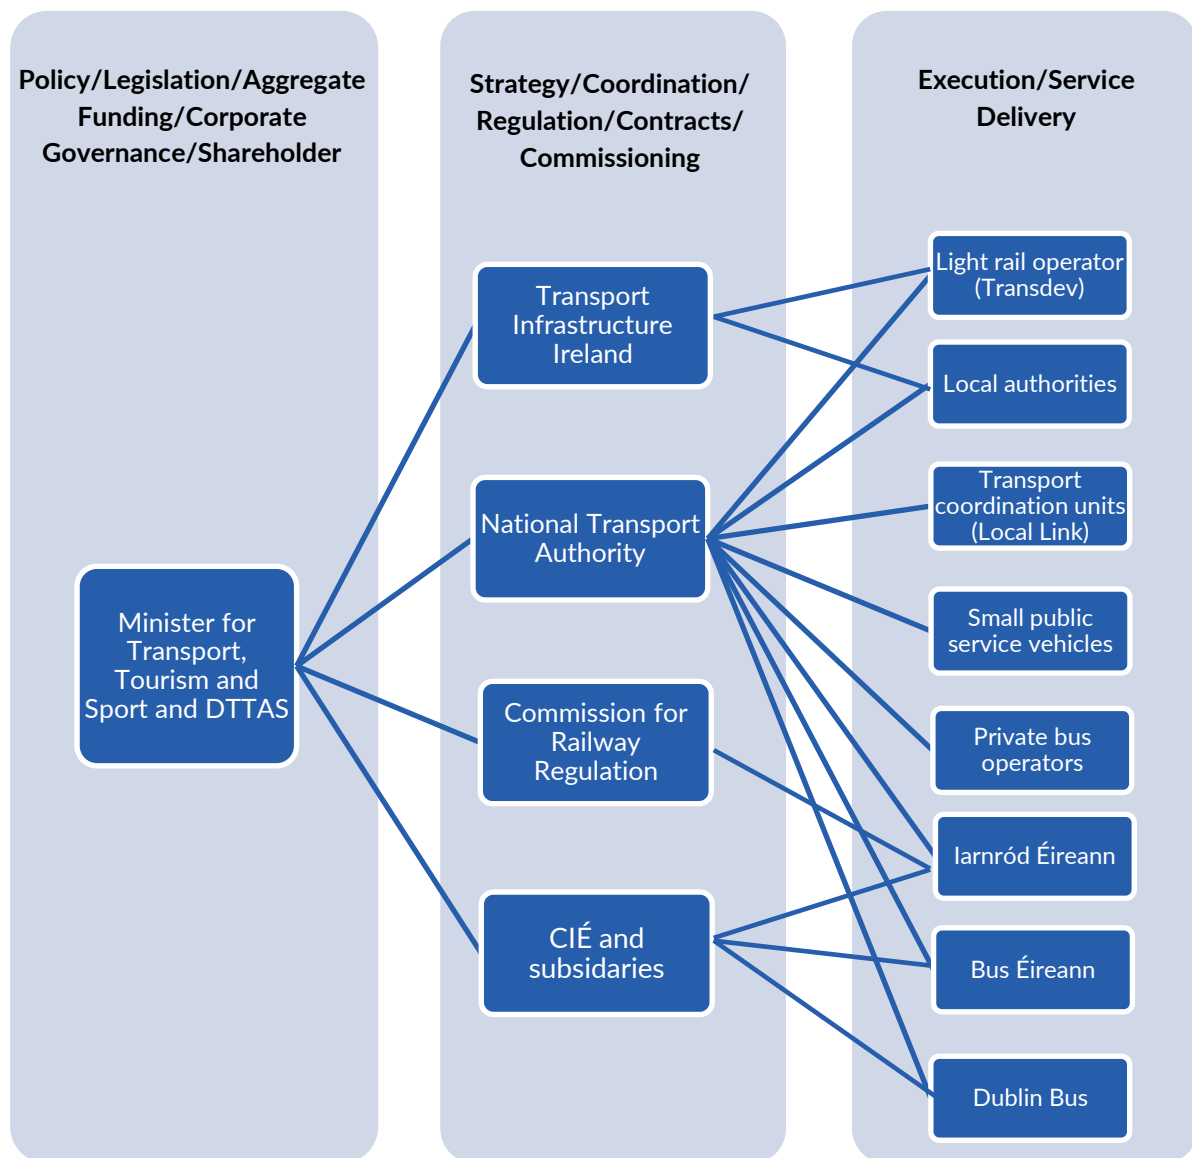 Policy/Legislation/Aggregate
Funding/Corporate
Governance/Shareholder
Strategy/Coordination/
Regulation/Contracts/
Commissioning
Execution/Service
Delivery
Minister for
Transport,
Tourism and
Sport and DTTAS
Transport
Infrastructure
Ireland
National Transport
Authority
Commission for
Railway
Regulation
CIÉ and
subsidaries
Light rail operator
(Transdev)
Local authorities
Transport
coordination units
(Local Link)
Small public
service vehicles
Private bus
operators
Iarnród Éireann
Bus Éireann
Dublin Bus